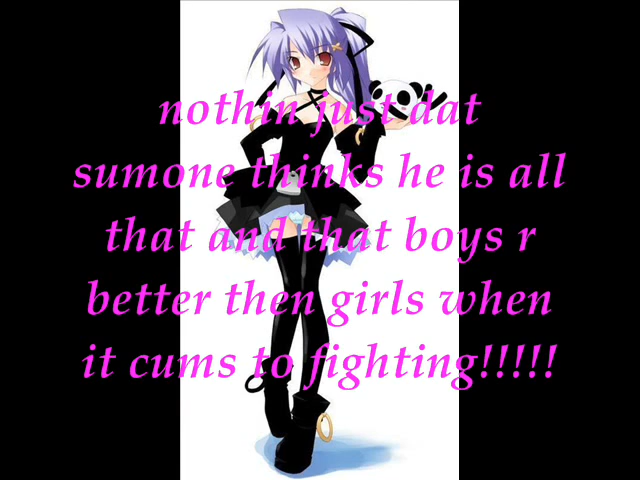 nothin just dat
sumone thinks he is all
that and that boys r
better then girls when
it cums to fighting!!!!!